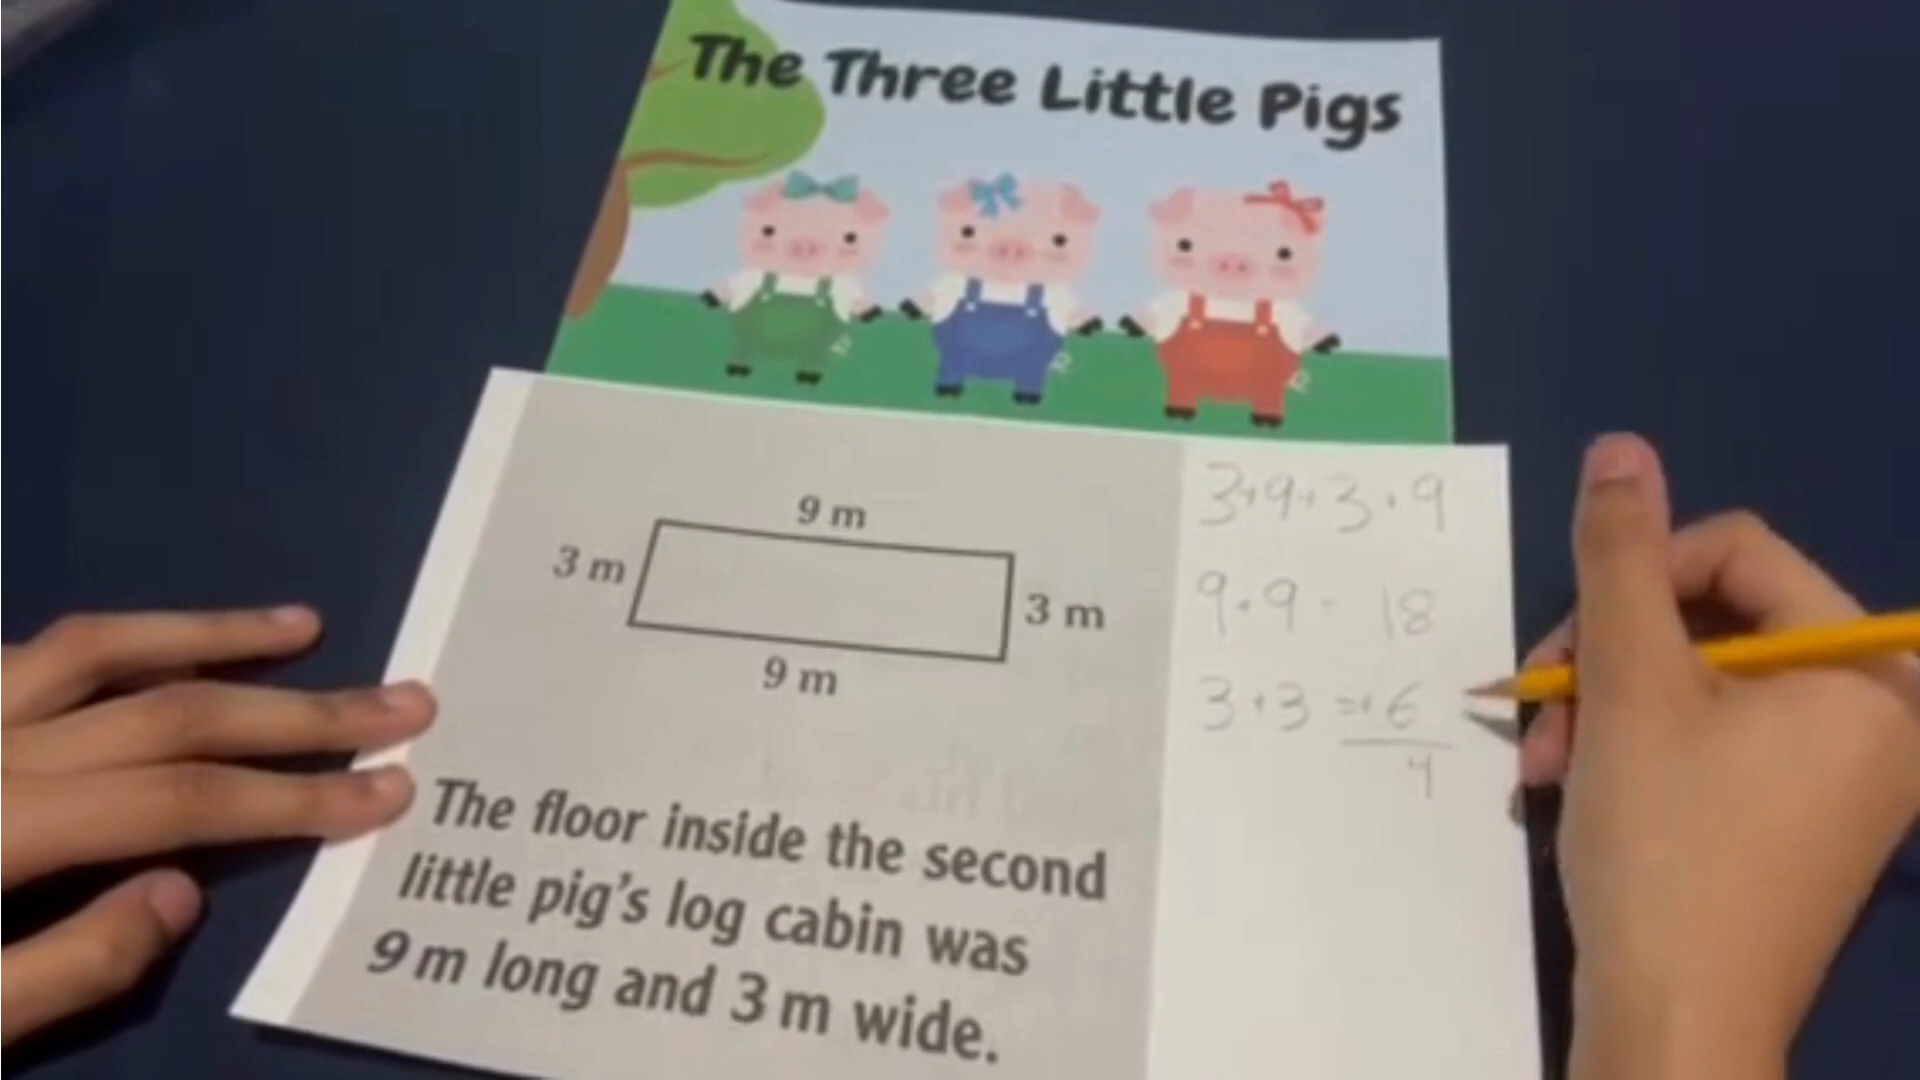 The Three Little Pigs
9 m
3 m
3 m
9 m
The floor inside the second
little pig's log cabin was
9 m long and 3 m wide.
3+9+3+9
9+9= 18
3+3 =+6
4